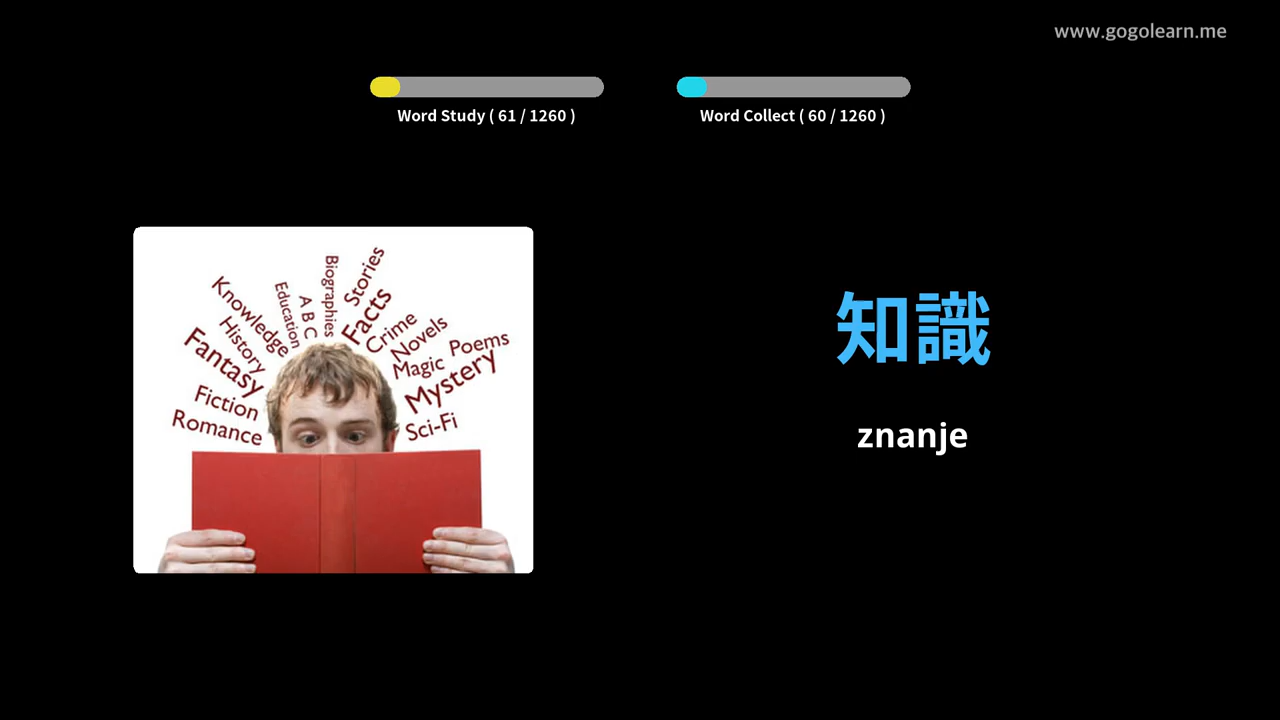 www.gogolearn.me
Word Study ( 61 / 1260 )
Word Collect ( 60 / 1260 )
Knowledge
History
Fantasy
Fiction
Romance
Education
A B C
Biographies
Stories
Facts
Crime
Novels
Magic
Poems
Mystery
Sci-Fi
知識
znanje